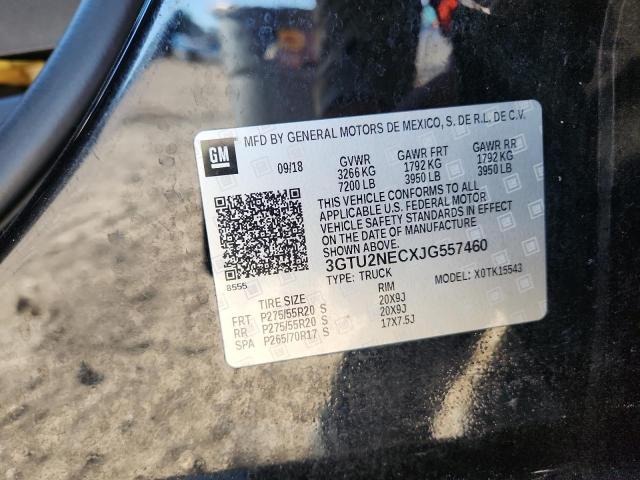 MFD BY GENERAL MOTORS DE MEXICO, S. DE R.L. DE C.V.
GM
09/18 GVWR GAWR FRT GAWR RR
3266 KG 1792 KG 1792 KG
7200 LB 3950 LB 3950 LB
THIS VEHICLE CONFORMS TO ALL
APPLICABLE U.S. FEDERAL MOTOR
VEHICLE SAFETY STANDARDS IN EFFECT
ON THE DATE OF MANUFACTURE
SHOWN ABOVE.
3GTU2NECXJG557460
8555 TYPE: TRUCK MODEL: X0TK15543
TIRE SIZE RIM
FRT P275/55R20 S 20X9J
RR P275/55R20 S 20X9J
SPA P265/70R17 S 17X7.5J